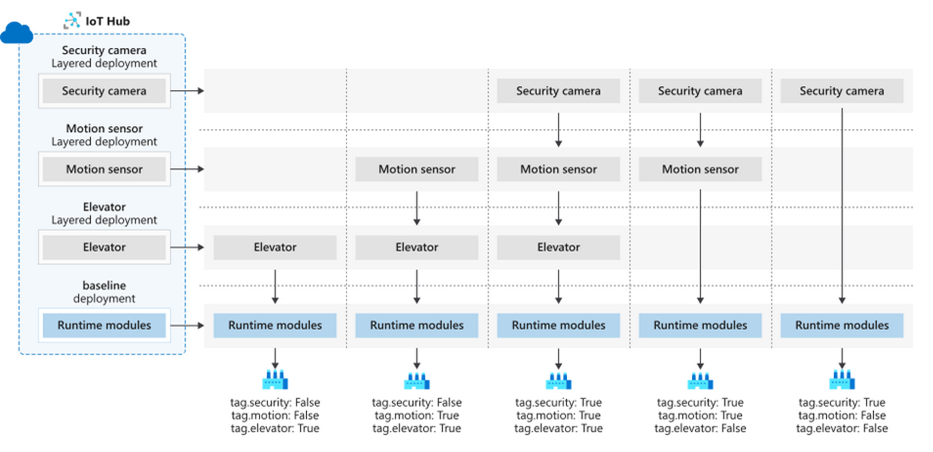 IoT Hub
Security camera
Layered deployment
Security camera
Security camera
Security camera
Security camera
Motion sensor
Layered deployment
Motion sensor
Motion sensor
Motion sensor
Motion sensor
Elevator
Layered deployment
Elevator
Elevator
Elevator
Elevator
baseline
deployment
Runtime modules
Runtime modules
Runtime modules
Runtime modules
Runtime modules
Runtime modules
tag.security: False
tag.motion: False
tag.elevator: True
tag.security: False
tag.motion: True
tag.elevator: True
tag.security: True
tag.motion: True
tag.elevator: True
tag.security: True
tag.motion: True
tag.elevator: False
tag.security: True
tag.motion: False
tag.elevator: False